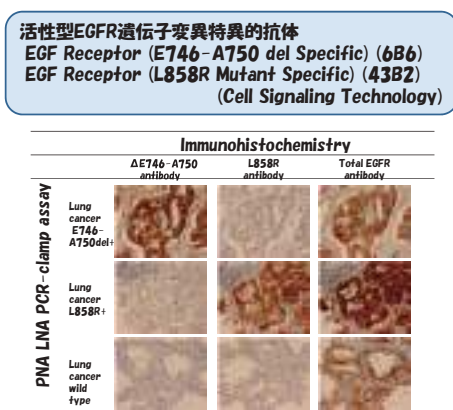 活性型EGFR遺伝子変異特異的抗体
EGF Receptor (E746-A750 del Specific) (6B6)
EGF Receptor (L858R Mutant Specific) (43B2)
(Cell Signaling Technology)
Immunohistochemistry
ΔE746-A750 antibody
L858R antibody
Total EGFR antibody
PNA LNA PCR-clamp assay
Lung
cancer
E746-
A750del+
Lung
cancer
L858R+
Lung
cancer
wild
type